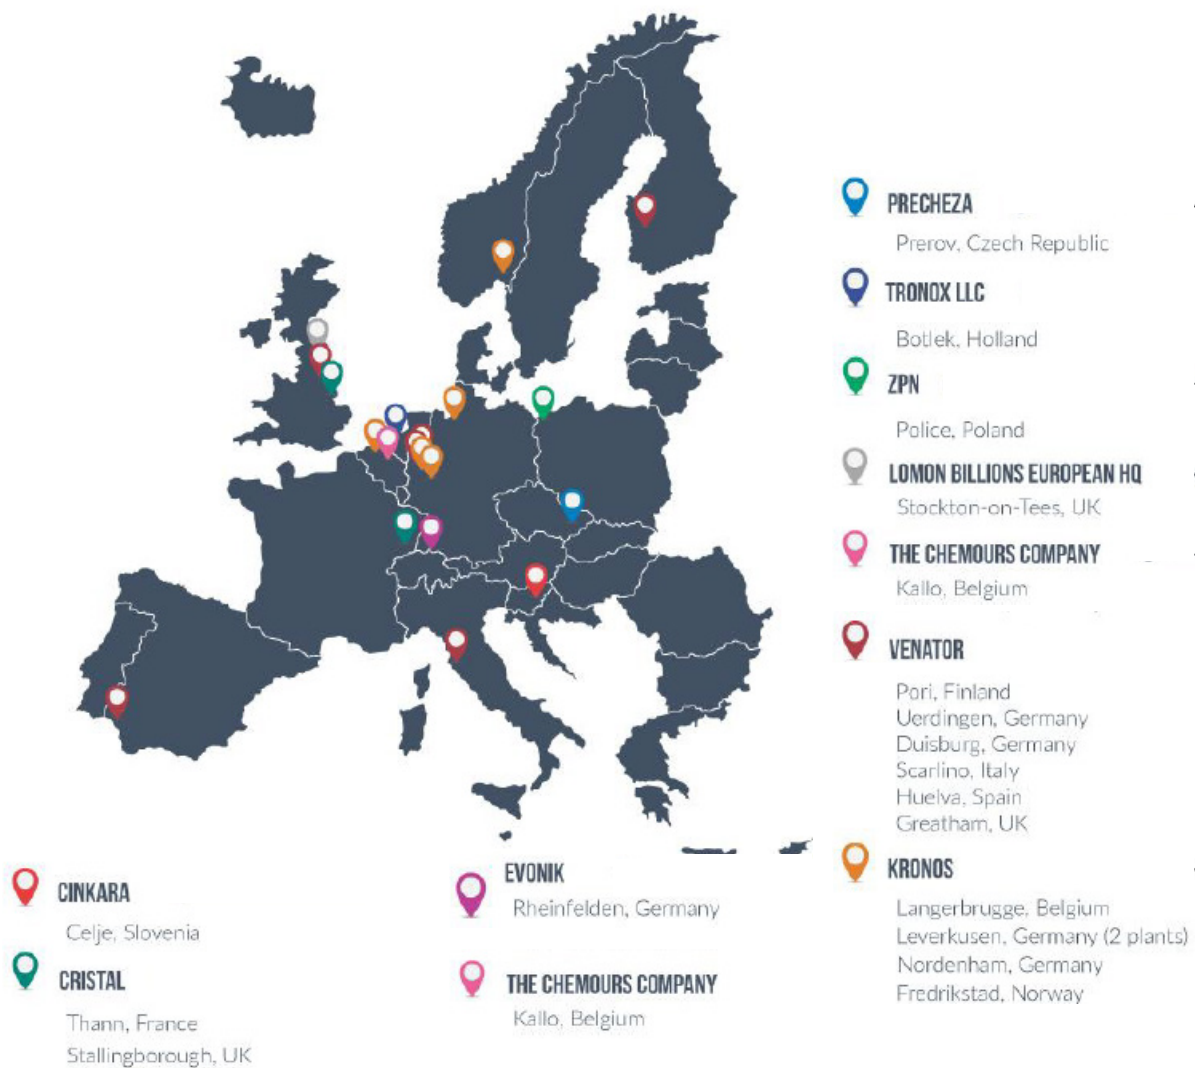 PRECHEZA
Prerov, Czech Republic
TRONOX LLC
Botlek, Holland
ZPN
Police, Poland
LOMON BILLIONS EUROPEAN HQ
Stockton-on-Tees, UK
THE CHEMOURS COMPANY
Kallo, Belgium
VENATOR
Pori, Finland
Uerdingen, Germany
Duisburg, Germany
Scarlino, Italy
Huelva, Spain
Greatham, UK
KRONOS
Langerbrugge, Belgium
Leverkusen, Germany (2 plants)
Nordenham, Germany
Fredrikstad, Norway
CINKARA
Celje, Slovenia
CRISTAL
Thann, France
Stallingborough, UK
EVONIK
Rheinfelden, Germany
THE CHEMOURS COMPANY
Kallo, Belgium